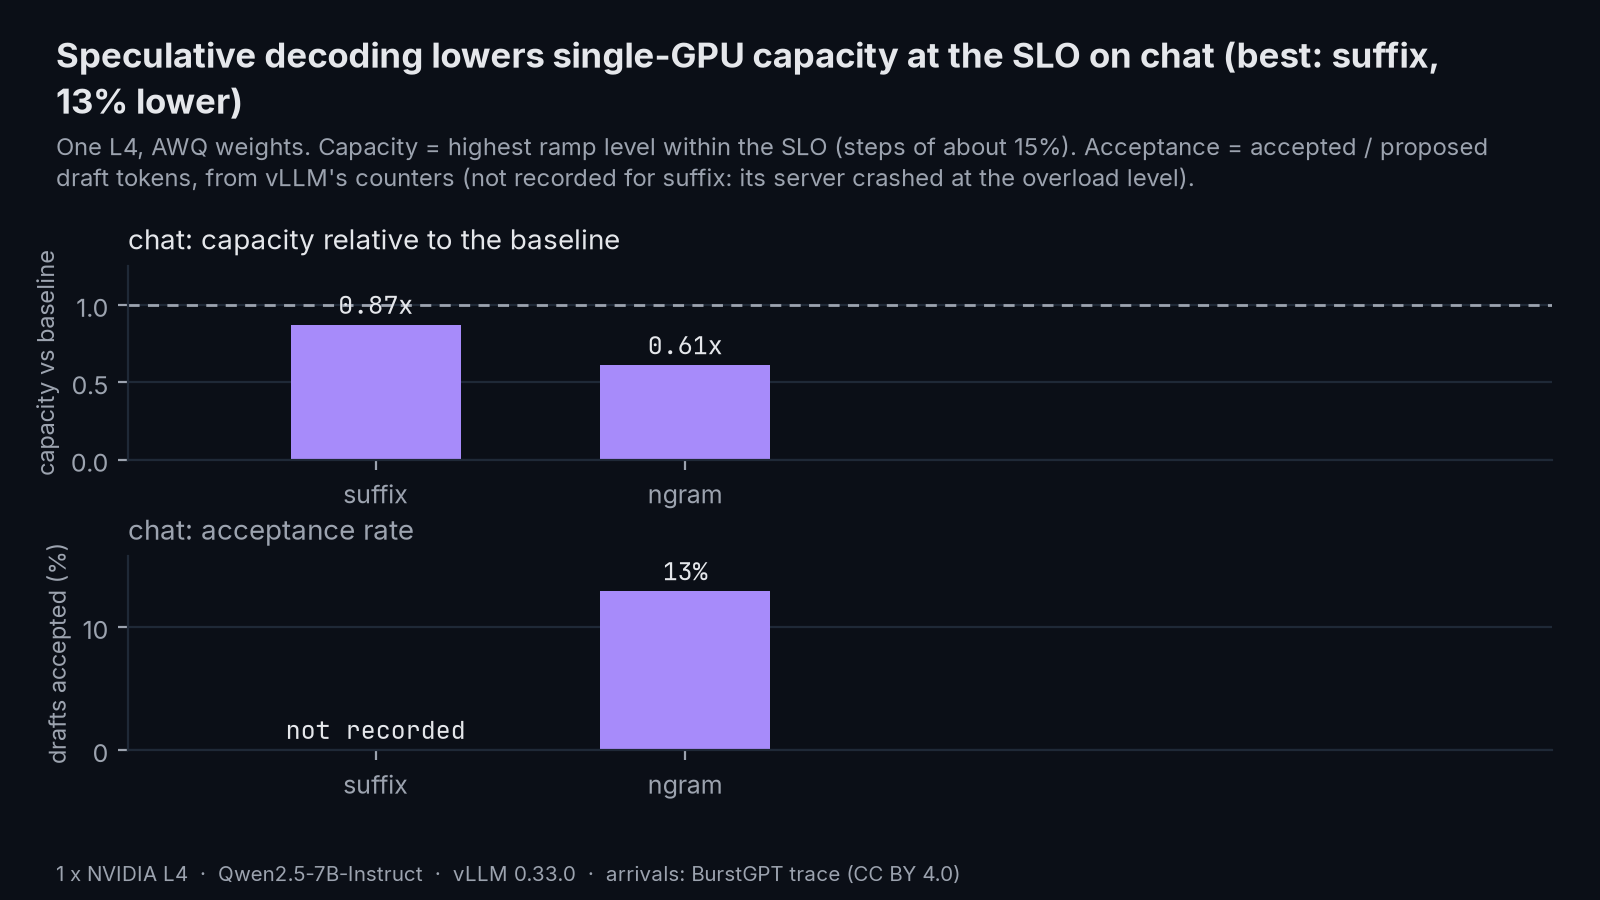 Speculative decoding lowers single-GPU capacity at the SLO on chat (best: suffix,
13% lower)
One L4, AWQ weights. Capacity = highest ramp level within the SLO (steps of about 15%). Acceptance = accepted / proposed
draft tokens, from vLLM's counters (not recorded for suffix: its server crashed at the overload level).
chat: capacity relative to the baseline
capacity vs baseline
1.0
0.5
0.0
0.87x
0.61x
suffix
ngram
chat: acceptance rate
drafts accepted (%)
10
0
not recorded
13%
suffix
ngram
1 x NVIDIA L4 · Qwen2.5-7B-Instruct · vLLM 0.33.0 · arrivals: BurstGPT trace (CC BY 4.0)